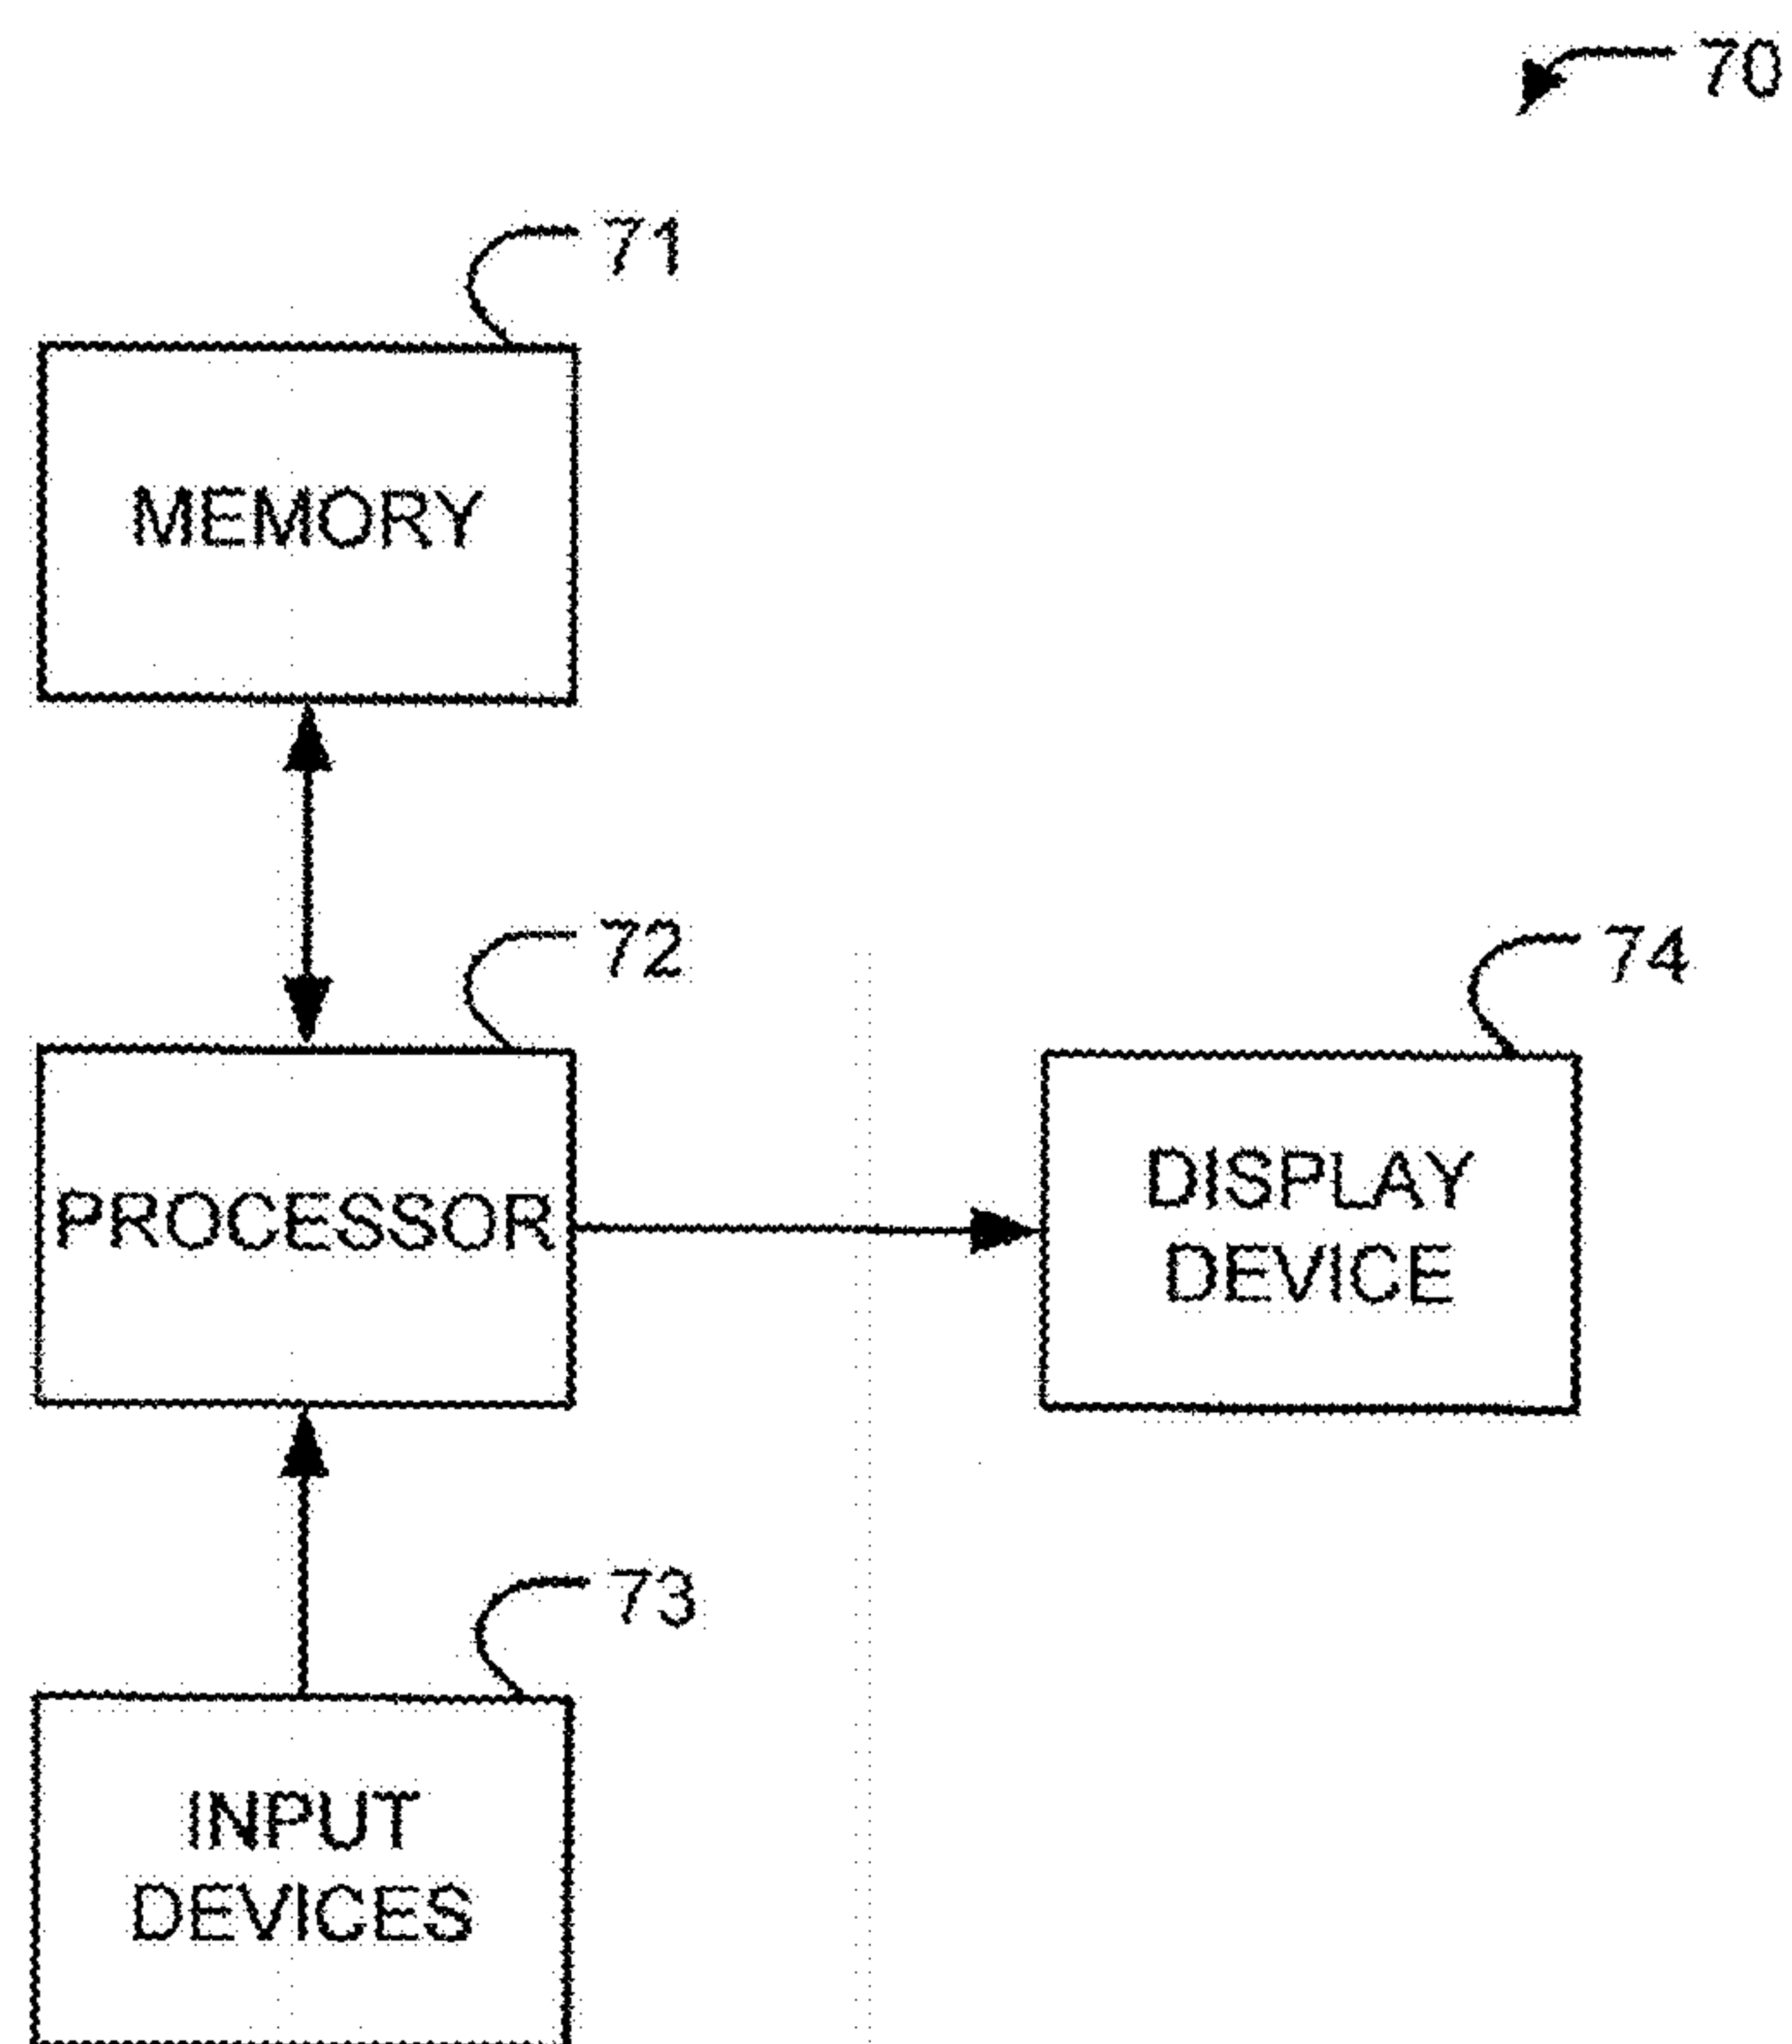 70
71
MEMORY
72
74
PROCESSOR
DISPLAY
DEVICE
73
INPUT
DEVICES